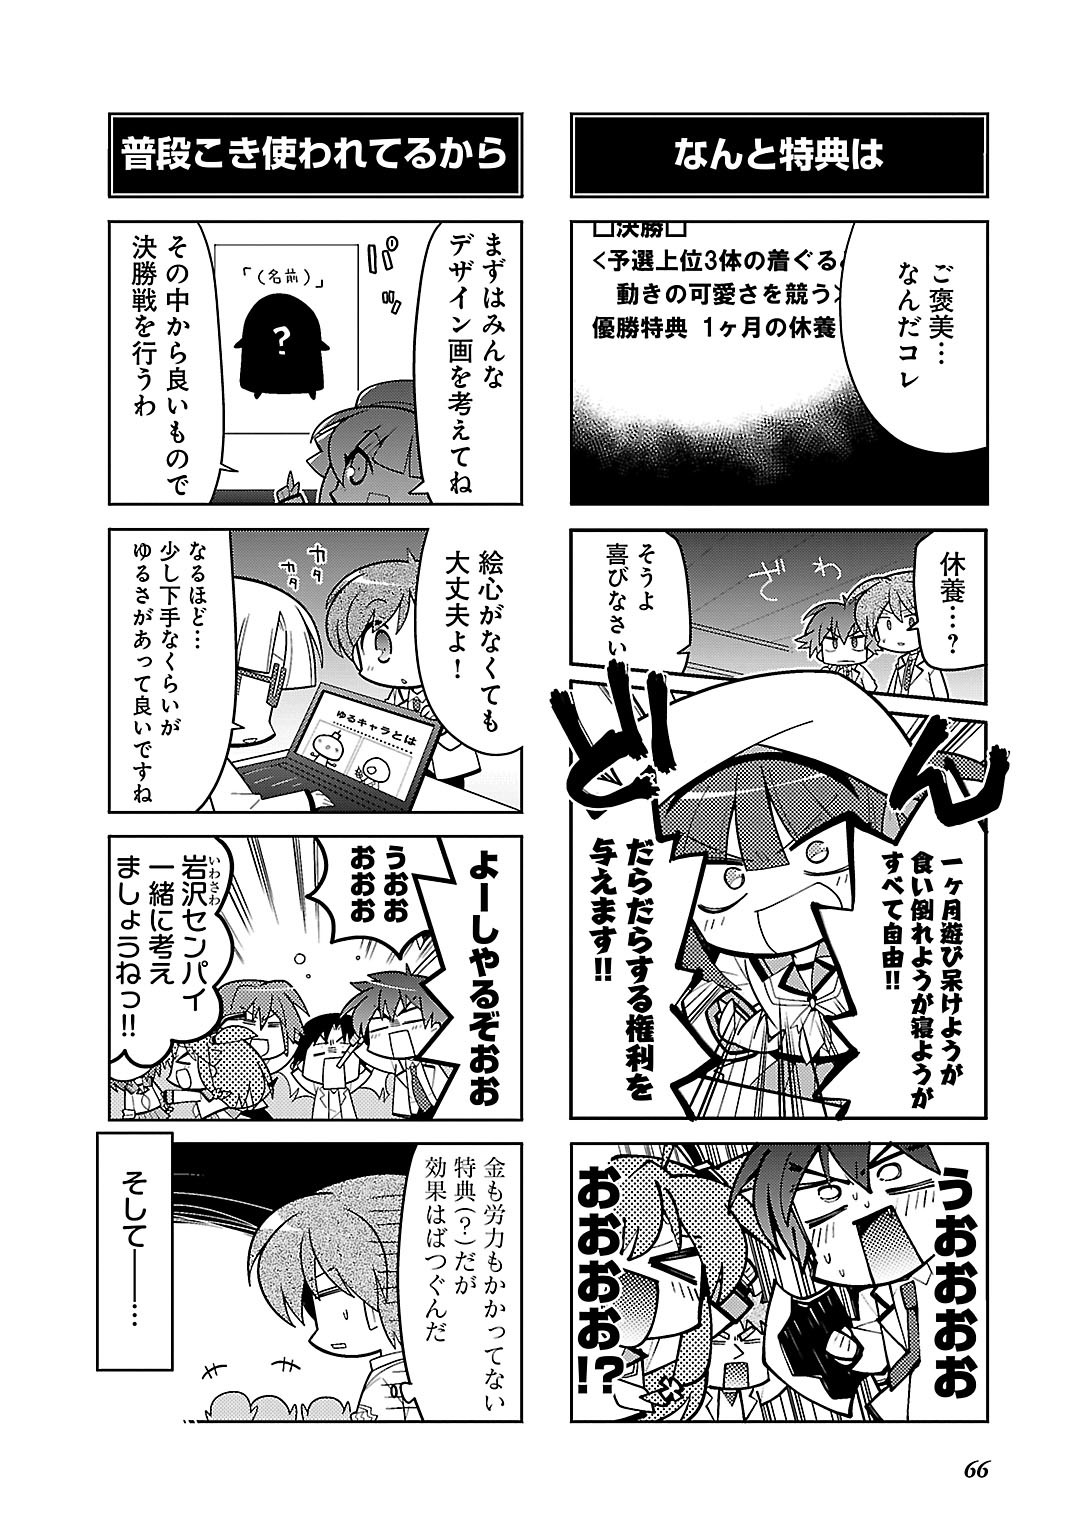 なんと特典は
□決勝□
<予選上位3体の着ぐる
動きの可愛さを競う>
優勝特典 1ヶ月の休養
ご褒美…
なんだコレ
休養…?
ざわ
そうよ
喜びなさい
どん
一ヶ月遊び呆けようが
食い倒れようが寝ようが
すべて自由!!
だらだらする権利を
与えます!!
うおおおお
おおおお!?
普段こき使われてるから
まずはみんな
デザイン画を考えてね
パンッ
「(名前)」
?
その中から良いもので
決勝戦を行うわ
絵心がなくても
大丈夫よ!
カタ
カタ
ゆるキャラとは
なるほど…
少し下手なくらいが
ゆるさがあって良いですね
よーしやるぞおお
うおお
おおお
岩沢センパイ
いわさわ
一緒に考え
ましょうねっ!!
金も労力もかかってない
特典(?)だが
効果はばつぐんだ
そして――…
66